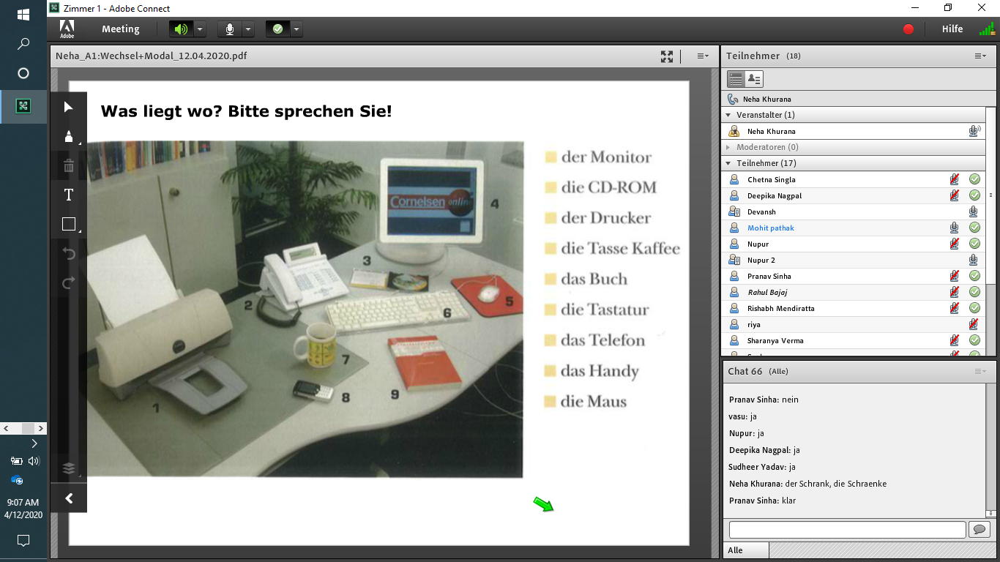 Zimmer 1 - Adobe Connect
Adobe
Meeting
Hilfe
Neha_A1:Wechsel+Modal_12.04.2020.pdf
Was liegt wo? Bitte sprechen Sie!
Cornelsen online
1
2
3
4
5
6
7
8
9
der Monitor
die CD-ROM
der Drucker
die Tasse Kaffee
das Buch
die Tastatur
das Telefon
das Handy
die Maus
T
Teilnehmer (18)
Neha Khurana
Veranstalter (1)
Neha Khurana
Moderatoren (0)
Teilnehmer (17)
Chetna Singla
Deepika Nagpal
Devansh
Mohit pathak
Nupur
Nupur 2
Pranav Sinha
Rahul Bajaj
Rishabh Mendiratta
riya
Sharanya Verma
Chat 66 (Alle)
Pranav Sinha: nein
vasu: ja
Nupur: ja
Deepika Nagpal: ja
Sudheer Yadav: ja
Neha Khurana: der Schrank, die Schraenke
Pranav Sinha: klar
Alle
9:07 AM
4/12/2020